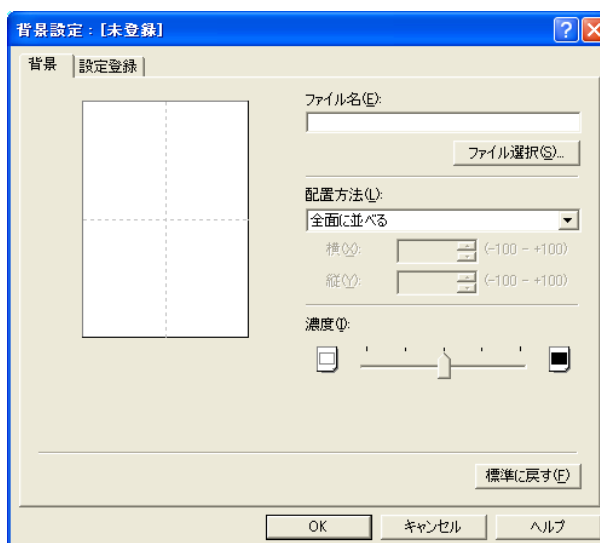 背景設定：[未登録]
背景 設定登録
ファイル名(E):
ファイル選択(S)...
配置方法(L):
全面に並べる
横(X): (-100 - +100)
縦(Y): (-100 - +100)
濃度(I):
標準に戻す(F)
OK キャンセル ヘルプ